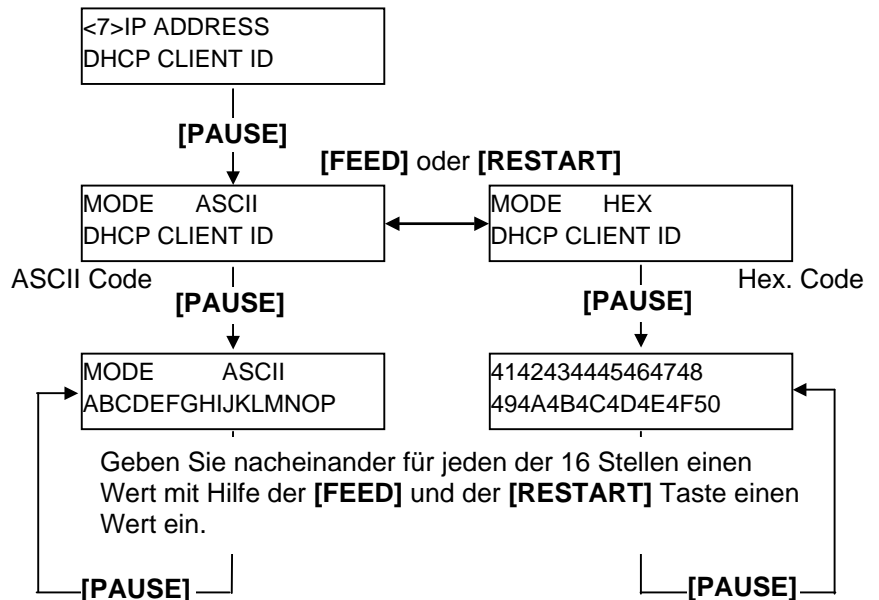 <7>IP ADDRESS
DHCP CLIENT ID
[PAUSE]
[FEED] oder [RESTART]
MODE ASCII
DHCP CLIENT ID
MODE HEX
DHCP CLIENT ID
ASCII Code
Hex. Code
[PAUSE]
[PAUSE]
MODE ASCII
ABCDEFGHIJKLMNOP
4142434445464748
494A4B4C4D4E4F50
Geben Sie nacheinander für jeden der 16 Stellen einen
Wert mit Hilfe der [FEED] und der [RESTART] Taste einen
Wert ein.
[PAUSE]
[PAUSE]